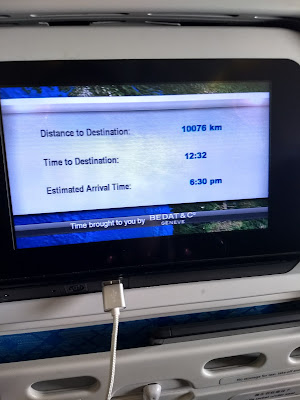 Distance to Destination: 10076 km
Time to Destination: 12:32
Estimated Arrival Time: 6:30 pm
Time brought to you by BEDAT & C°
GENEVE